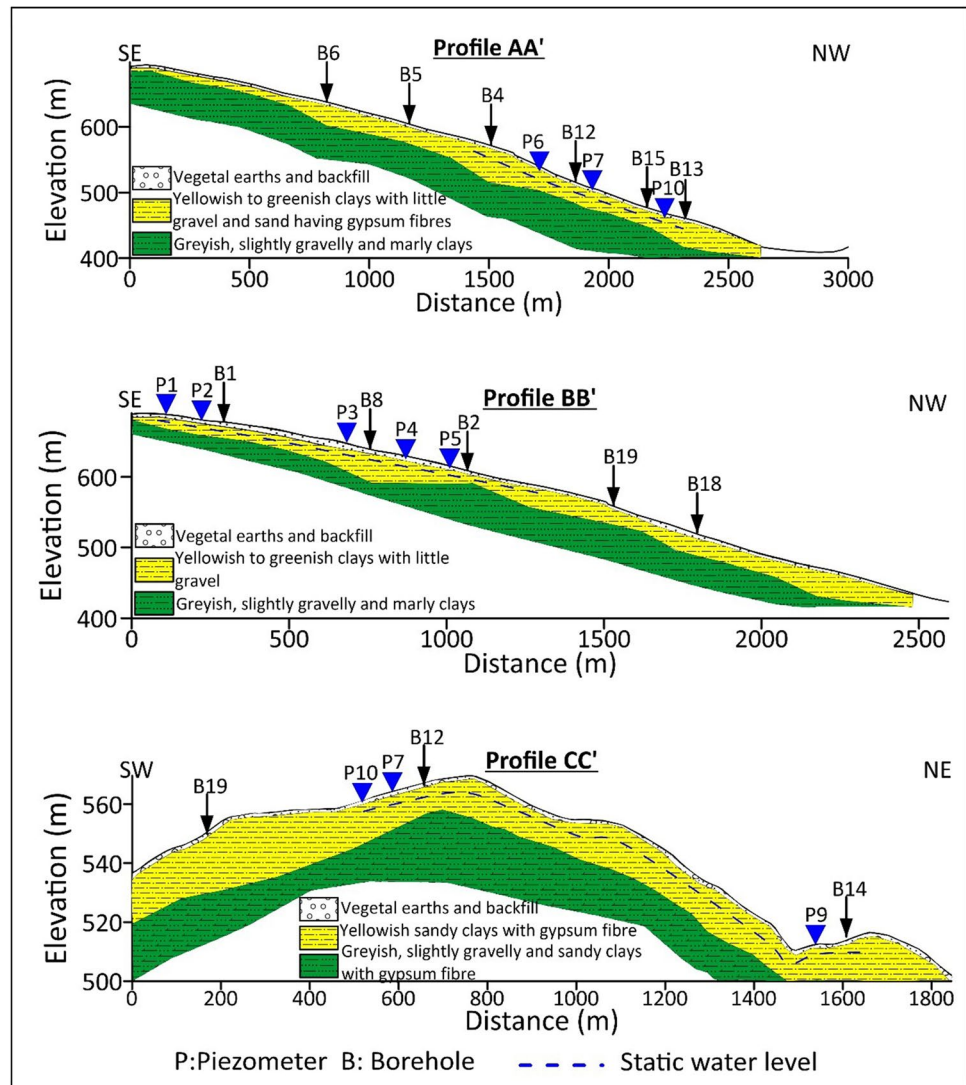 SE
Profile AA'
NW
B6
B5
B4
P6
B12
P7
B15
P10
B13
Elevation (m)
600
500
400
Vegetal earths and backfill
Yellowish to greenish clays with little
gravel and sand having gypsum fibres
Greyish, slightly gravelly and marly clays
0 500 1000 1500 2000 2500 3000
Distance (m)
SE
Profile BB'
NW
P1
P2
B1
P3
B8
P4
P5
B2
B19
B18
Elevation (m)
600
500
400
Vegetal earths and backfill
Yellowish to greenish clays with little
gravel
Greyish, slightly gravelly and marly clays
0 500 1000 1500 2000 2500
Distance (m)
SW
Profile CC'
NE
B19
P10
P7
B12
P9
B14
Elevation (m)
560
540
520
500
Vegetal earths and backfill
Yellowish sandy clays with gypsum fibre
Greyish, slightly gravelly and sandy clays
with gypsum fibre
0 200 400 600 800 1000 1200 1400 1600 1800
Distance (m)
P:Piezometer B: Borehole Static water level